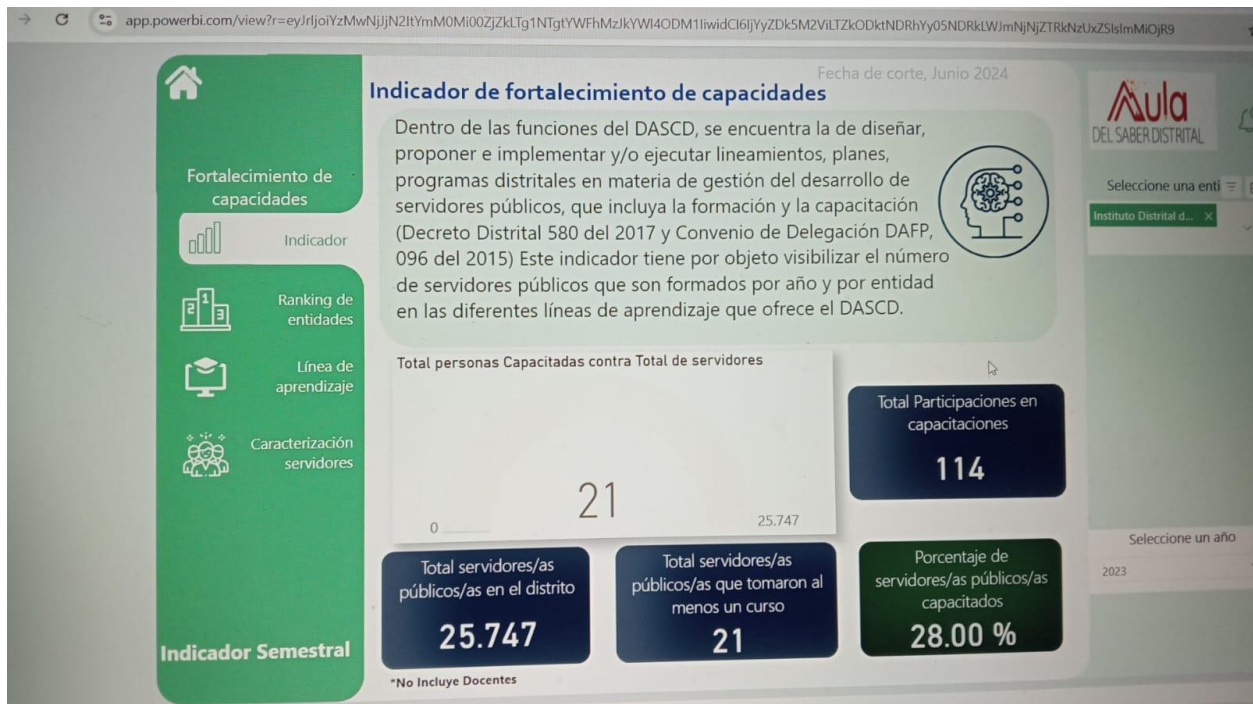 Fecha de corte, Junio 2024
Indicador de fortalecimiento de capacidades
Dentro de las funciones del DASCD, se encuentra la de diseñar,
proponer e implementar y/o ejecutar lineamientos, planes,
programas distritales en materia de gestión del desarrollo de
servidores públicos, que incluya la formación y la capacitación
(Decreto Distrital 580 del 2017 y Convenio de Delegación DAFP,
096 del 2015) Este indicador tiene por objeto visibilizar el número
de servidores públicos que son formados por año y por entidad
en las diferentes líneas de aprendizaje que ofrece el DASCD.
Fortalecimiento de
capacidades
Indicador
1
2
3
Ranking de
entidades
Línea de
aprendizaje
Caracterización
servidores
Indicador Semestral
Total personas Capacitadas contra Total de servidores
21
0
25.747
Total Participaciones en
capacitaciones
114
Total servidores/as
públicos/as en el distrito
25.747
Total servidores/as
públicos/as que tomaron al
menos un curso
21
Porcentaje de
servidores/as públicos/as
capacitados
28.00 %
*No Incluye Docentes
Aula
DEL SABER DISTRITAL
Seleccione una enti
Instituto Distrital d...
Seleccione un año
2023